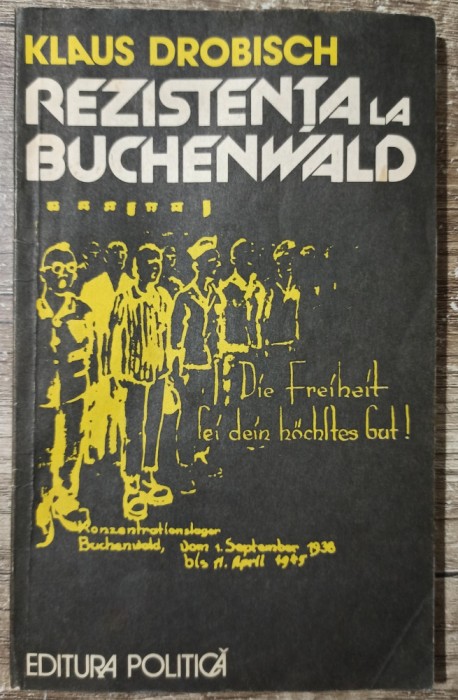 KLAUS DROBISCH
REZISTENȚA LA
BUCHENWALD
Die Freiheit
sei dein höchstes Gut!
Konzentrationslager
Buchenwald, vom 1. September 1938
bis 11. April 1945
EDITURA POLITICĂ